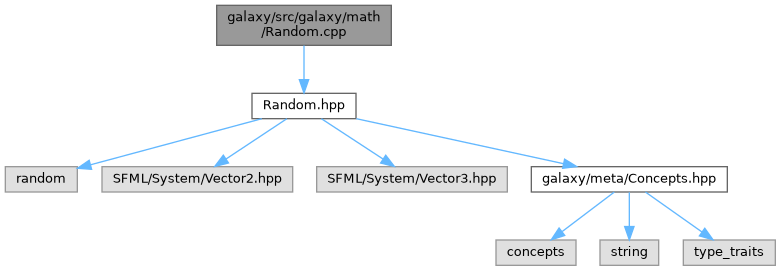 galaxy/src/galaxy/math
/Random.cpp
Random.hpp
random
SFML/System/Vector2.hpp
SFML/System/Vector3.hpp
galaxy/meta/Concepts.hpp
concepts
string
type_traits